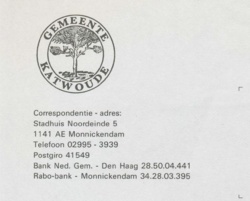 GEMEENTE
KATWOUDE
Correspondentie - adres:
Stadhuis Noordeinde 5
1141 AE Monnickendam
Telefoon 02995 - 3939
Postgiro 41549
Bank Ned. Gem. - Den Haag 28.50.04.441
Rabo-bank - Monnickendam 34.28.03.395